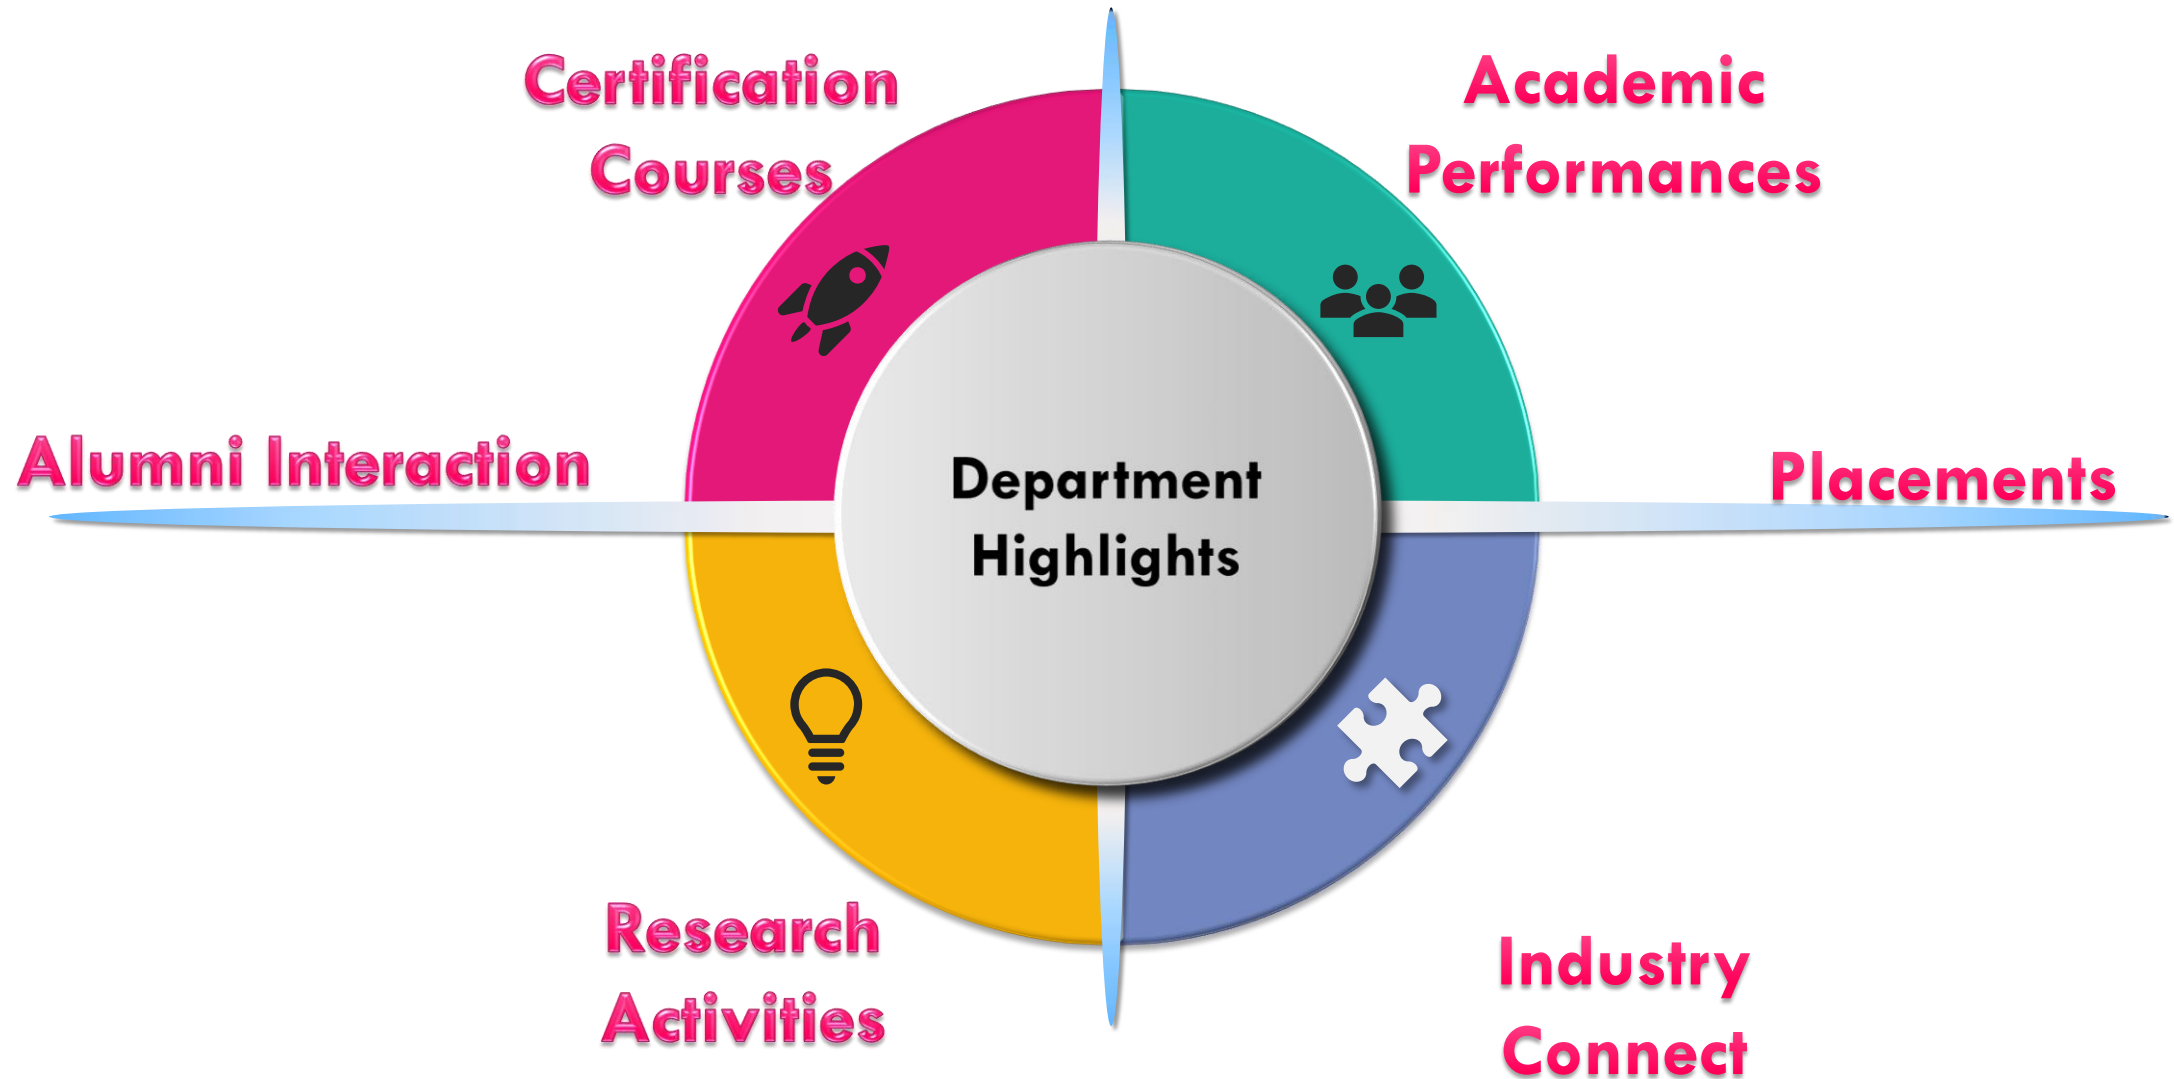 Certification
Courses
Academic
Performances
Alumni Interaction
Department
Highlights
Placements
Research
Activities
Industry
Connect